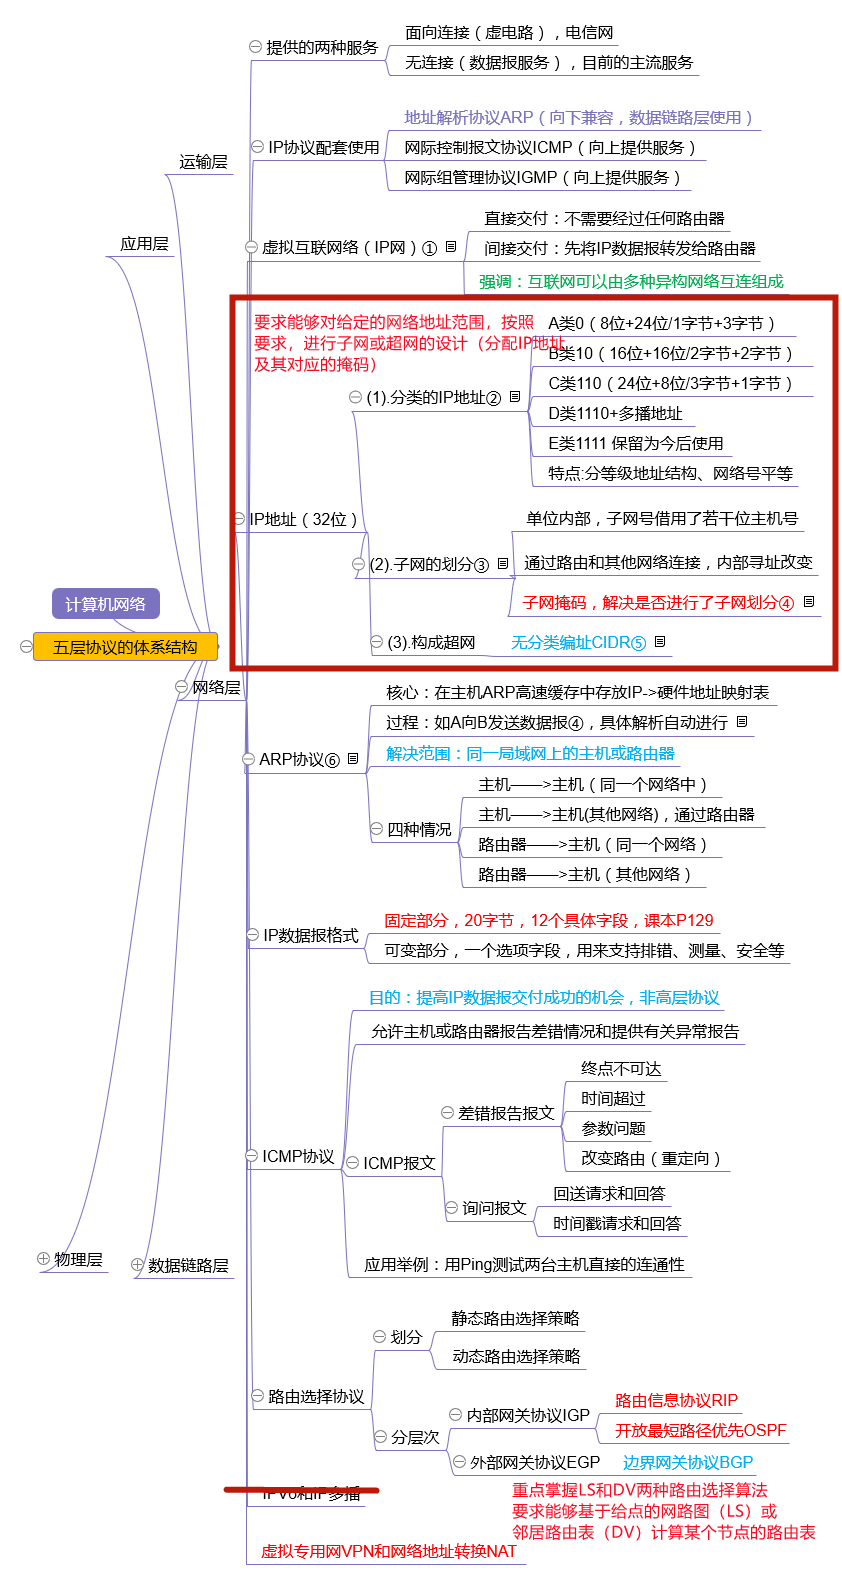 提供的两种服务
面向连接（虚电路），电信网
无连接（数据报服务），目前的主流服务
IP协议配套使用
地址解析协议ARP（向下兼容，数据链路层使用）
网际控制报文协议ICMP（向上提供服务）
网际组管理协议IGMP（向上提供服务）
运输层
应用层
虚拟互联网络（IP网）①
直接交付：不需要经过任何路由器
间接交付：先将IP数据报转发给路由器
强调：互联网可以由多种异构网络互连组成
要求能够对给定的网络地址范围，按照
要求，进行子网或超网的设计（分配IP地址
及其对应的掩码）
A类0（8位+24位/1字节+3字节）
B类10（16位+16位/2字节+2字节）
C类110（24位+8位/3字节+1字节）
(1).分类的IP地址②
D类1110+多播地址
E类1111 保留为今后使用
特点:分等级地址结构、网络号平等
IP地址（32位）
单位内部，子网号借用了若干位主机号
(2).子网的划分③
通过路由和其他网络连接，内部寻址改变
子网掩码，解决是否进行了子网划分④
(3).构成超网
无分类编址CIDR⑤
计算机网络
五层协议的体系结构
网络层
核心：在主机ARP高速缓存中存放IP->硬件地址映射表
过程：如A向B发送数据报④，具体解析自动进行
ARP协议⑥
解决范围：同一局域网上的主机或路由器
四种情况
主机——>主机（同一个网络中）
主机——>主机(其他网络)，通过路由器
路由器——>主机（同一个网络）
路由器——>主机（其他网络）
IP数据报格式
固定部分，20字节，12个具体字段，课本P129
可变部分，一个选项字段，用来支持排错、测量、安全等
目的：提高IP数据报交付成功的机会，非高层协议
允许主机或路由器报告差错情况和提供有关异常报告
ICMP协议
ICMP报文
差错报告报文
终点不可达
时间超过
参数问题
改变路由（重定向）
询问报文
回送请求和回答
时间戳请求和回答
应用举例：用Ping测试两台主机直接的连通性
物理层
数据链路层
路由选择协议
划分
静态路由选择策略
动态路由选择策略
分层次
内部网关协议IGP
路由信息协议RIP
开放最短路径优先OSPF
外部网关协议EGP
边界网关协议BGP
IPV6和IP多播
重点掌握LS和DV两种路由选择算法
要求能够基于给点的网路图（LS）或
邻居路由表（DV）计算某个节点的路由表
虚拟专用网VPN和网络地址转换NAT